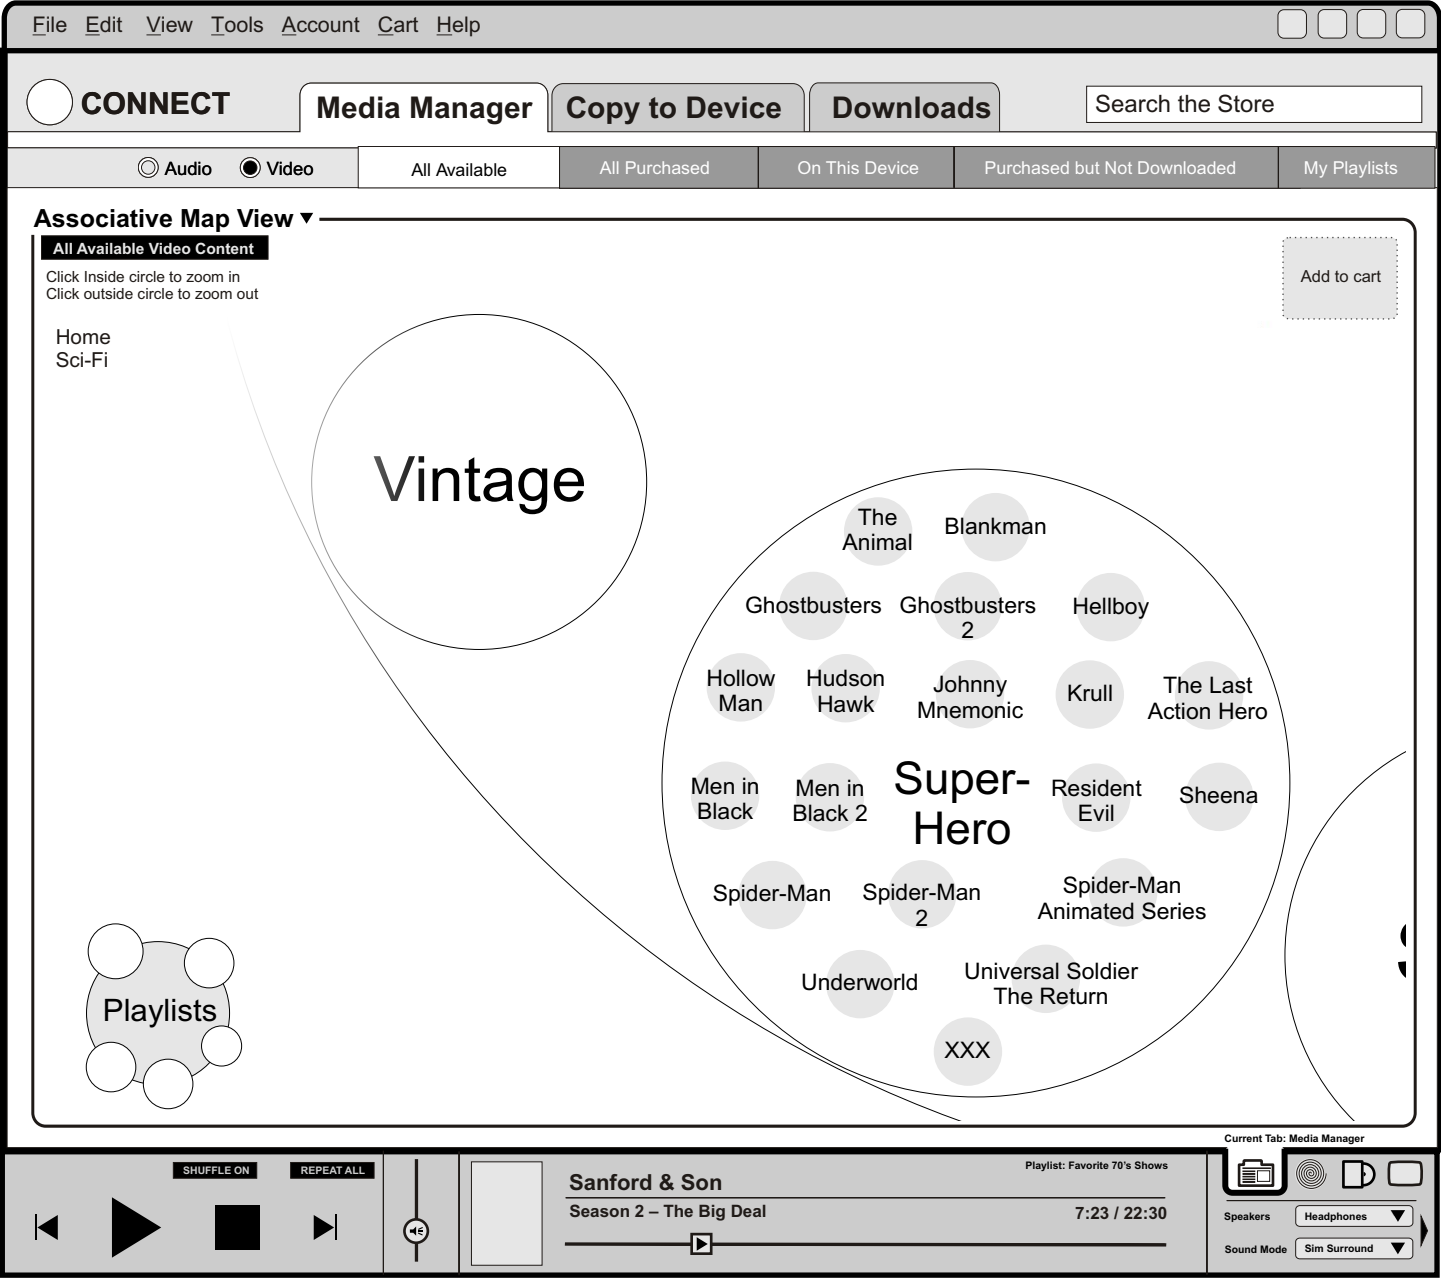 File Edit View Tools Account Cart Help
CONNECT
Media Manager
Copy to Device
Downloads
Search the Store
Audio
Video
All Available
All Purchased
On This Device
Purchased but Not Downloaded
My Playlists
Associative Map View
All Available Video Content
Click Inside circle to zoom in
Click outside circle to zoom out
Add to cart
Home
Sci-Fi
Vintage
The
Animal
Blankman
Ghostbusters
Ghostbusters
2
Hellboy
Hollow
Man
Hudson
Hawk
Johnny
Mnemonic
Krull
The Last
Action Hero
Men in
Black
Men in
Black 2
Super-
Hero
Resident
Evil
Sheena
Spider-Man
Spider-Man
2
Spider-Man
Animated Series
Underworld
Universal Soldier
The Return
XXX
Playlists
Current Tab: Media Manager
SHUFFLE ON
REPEAT ALL
Playlist: Favorite 70's Shows
Sanford & Son
Season 2 – The Big Deal
7:23 / 22:30
Speakers
Headphones
Sound Mode
Sim Surround